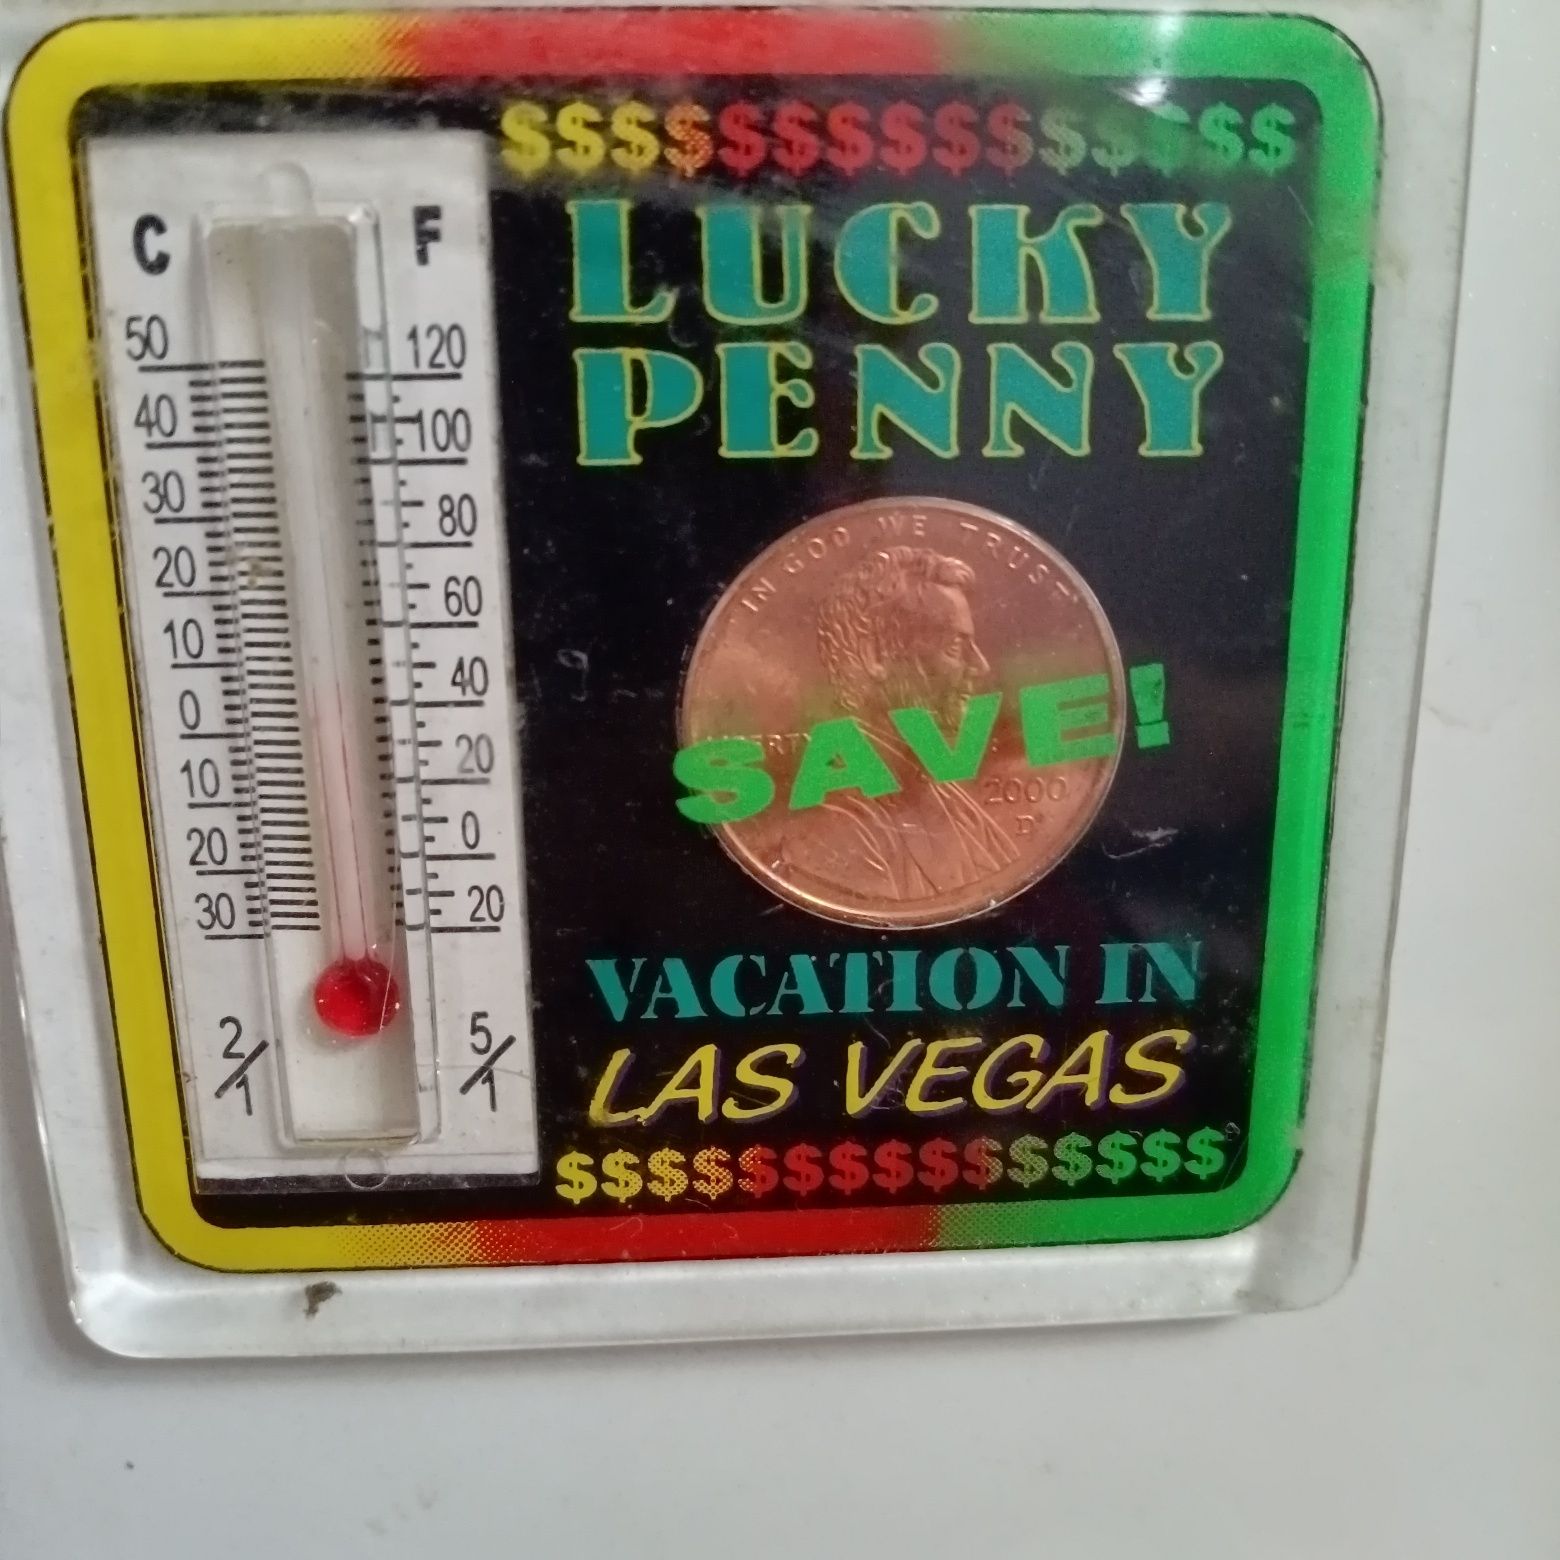 $$$$$$$$$$$$$$$
LUCKY
PENNY
C F
50 120
40 100
30 80
20 60
10 40
0 20
10 0
20 20
30
2/1 5/1
IN GOD WE TRUST
LIBERTY
2000
D
SAVE!
VACATION IN
LAS VEGAS
$$$$$$$$$$$$$$$